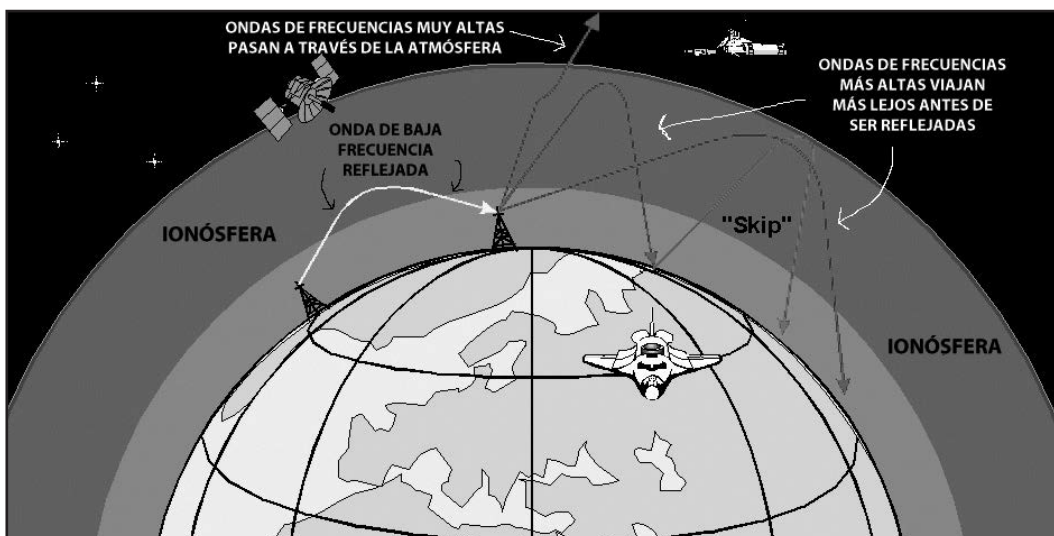 ONDAS DE FRECUENCIAS MUY ALTAS
PASAN A TRAVÉS DE LA ATMÓSFERA
ONDAS DE FRECUENCIAS
MÁS ALTAS VIAJAN
MÁS LEJOS ANTES DE
SER REFLEJADAS
ONDA DE BAJA
FRECUENCIA
REFLEJADA
IONÓSFERA
"Skip"
IONÓSFERA